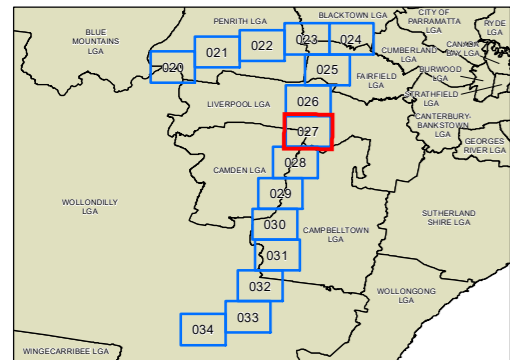 BLUE
MOUNTAINS
LGA
PENRITH LGA
BLACKTOWN LGA
CITY OF
PARRAMATTA
LGA
RYDE
LGA
020
021
022
023
024
CUMBERLAND
LGA
CANADA
BAY LGA
025
FAIRFIELD
LGA
BURWOOD
LGA
STRATHFIELD
LGA
LIVERPOOL LGA
026
CANTERBURY-
BANKSTOWN
LGA
027
GEORGES
RIVER LGA
CAMDEN LGA
028
WOLLONDILLY
LGA
029
030
CAMPBELLTOWN
LGA
SUTHERLAND
SHIRE LGA
031
032
WOLLONGONG
LGA
033
034
WINGECARRIBEE LGA